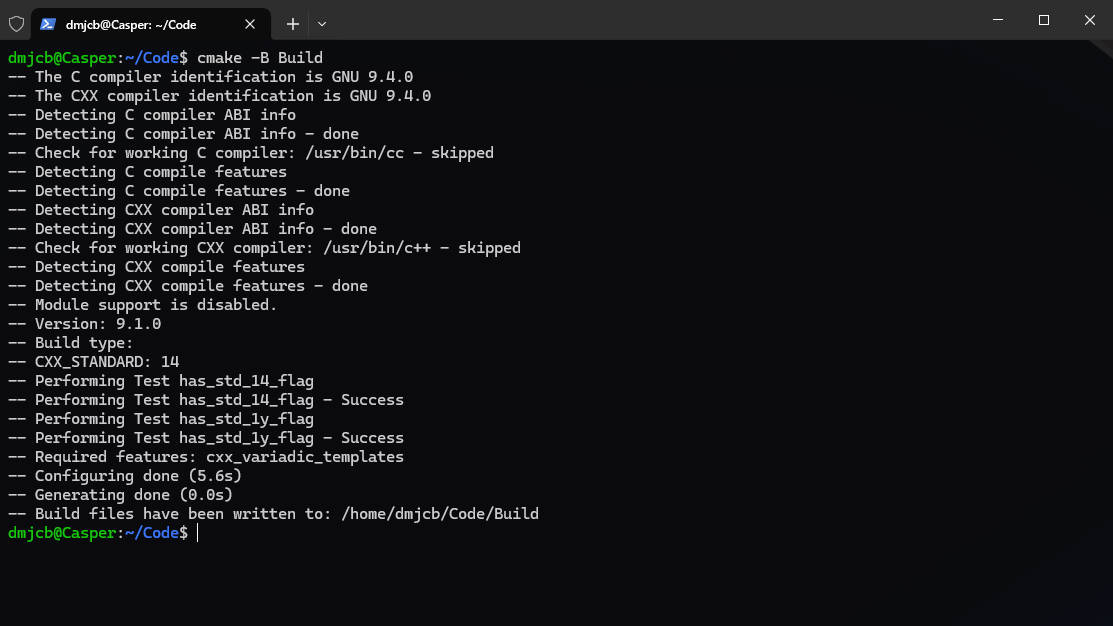 dmjcb@Casper: ~/Code
dmjcb@Casper:~/Code$ cmake -B Build
-- The C compiler identification is GNU 9.4.0
-- The CXX compiler identification is GNU 9.4.0
-- Detecting C compiler ABI info
-- Detecting C compiler ABI info - done
-- Check for working C compiler: /usr/bin/cc - skipped
-- Detecting C compile features
-- Detecting C compile features - done
-- Detecting CXX compiler ABI info
-- Detecting CXX compiler ABI info - done
-- Check for working CXX compiler: /usr/bin/c++ - skipped
-- Detecting CXX compile features
-- Detecting CXX compile features - done
-- Module support is disabled.
-- Version: 9.1.0
-- Build type:
-- CXX_STANDARD: 14
-- Performing Test has_std_14_flag
-- Performing Test has_std_14_flag - Success
-- Performing Test has_std_1y_flag
-- Performing Test has_std_1y_flag - Success
-- Required features: cxx_variadic_templates
-- Configuring done (5.6s)
-- Generating done (0.0s)
-- Build files have been written to: /home/dmjcb/Code/Build
dmjcb@Casper:~/Code$